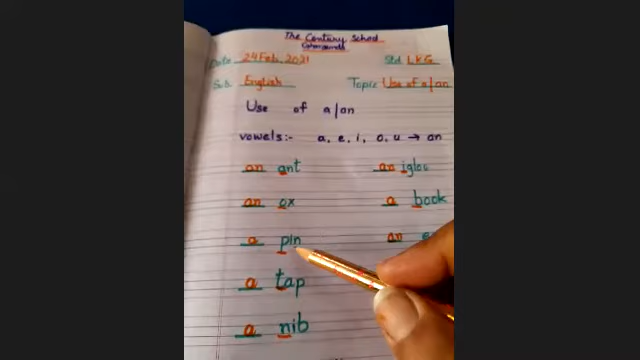 The Century School
Date 24 Feb, 2021 Std LKG
Sub. English Topic Use of a/an
Use of a/an
vowels:- a, e, i, o, u → an
an ant an igloo
an ox a book
a pin an
a tap
a nib